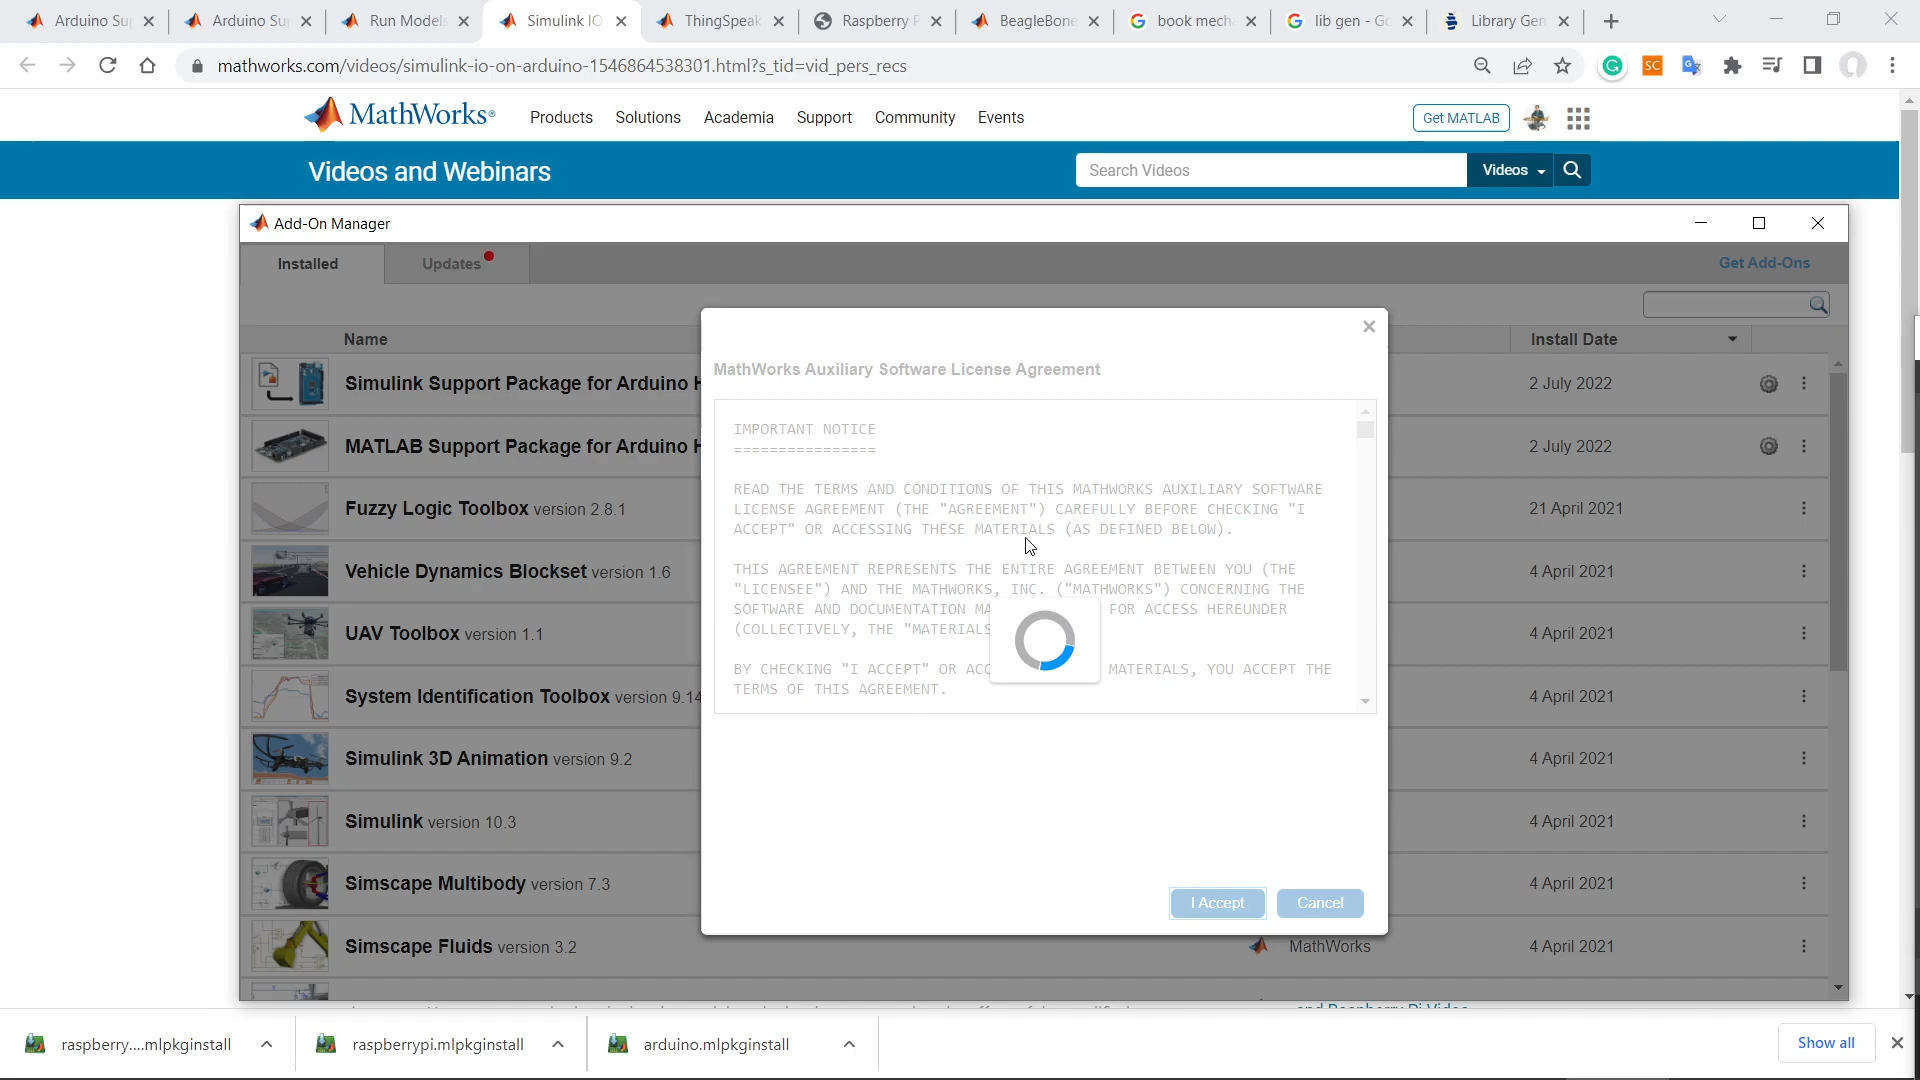 Arduino Su
Arduino Su
Run Models
Simulink IO
ThingSpeak
Raspberry P
BeagleBone
book mech
lib gen - Go
Library Gen
mathworks.com/videos/simulink-io-on-arduino-1546864538301.html?s_tid=vid_pers_recs
MathWorks®
Products
Solutions
Academia
Support
Community
Events
Get MATLAB
Videos and Webinars
Search Videos
Videos
Add-On Manager
Installed
Updates
Get Add-Ons
Name
Install Date
Simulink Support Package for Arduino H
2 July 2022
MATLAB Support Package for Arduino H
2 July 2022
Fuzzy Logic Toolbox version 2.8.1
21 April 2021
Vehicle Dynamics Blockset version 1.6
4 April 2021
UAV Toolbox version 1.1
4 April 2021
System Identification Toolbox version 9.14
4 April 2021
Simulink 3D Animation version 9.2
4 April 2021
Simulink version 10.3
4 April 2021
Simscape Multibody version 7.3
4 April 2021
Simscape Fluids version 3.2
MathWorks
4 April 2021
MathWorks Auxiliary Software License Agreement
IMPORTANT NOTICE
================
READ THE TERMS AND CONDITIONS OF THIS MATHWORKS AUXILIARY SOFTWARE
LICENSE AGREEMENT (THE "AGREEMENT") CAREFULLY BEFORE CHECKING "I
ACCEPT" OR ACCESSING THESE MATERIALS (AS DEFINED BELOW).
THIS AGREEMENT REPRESENTS THE ENTIRE AGREEMENT BETWEEN YOU (THE
"LICENSEE") AND THE MATHWORKS, INC. ("MATHWORKS") CONCERNING THE
SOFTWARE AND DOCUMENTATION MA FOR ACCESS HEREUNDER
(COLLECTIVELY, THE "MATERIALS
BY CHECKING "I ACCEPT" OR ACC MATERIALS, YOU ACCEPT THE
TERMS OF THIS AGREEMENT.
I Accept
Cancel
and Raspberry Pi Video
raspberry....mlpkginstall
raspberrypi.mlpkginstall
arduino.mlpkginstall
Show all